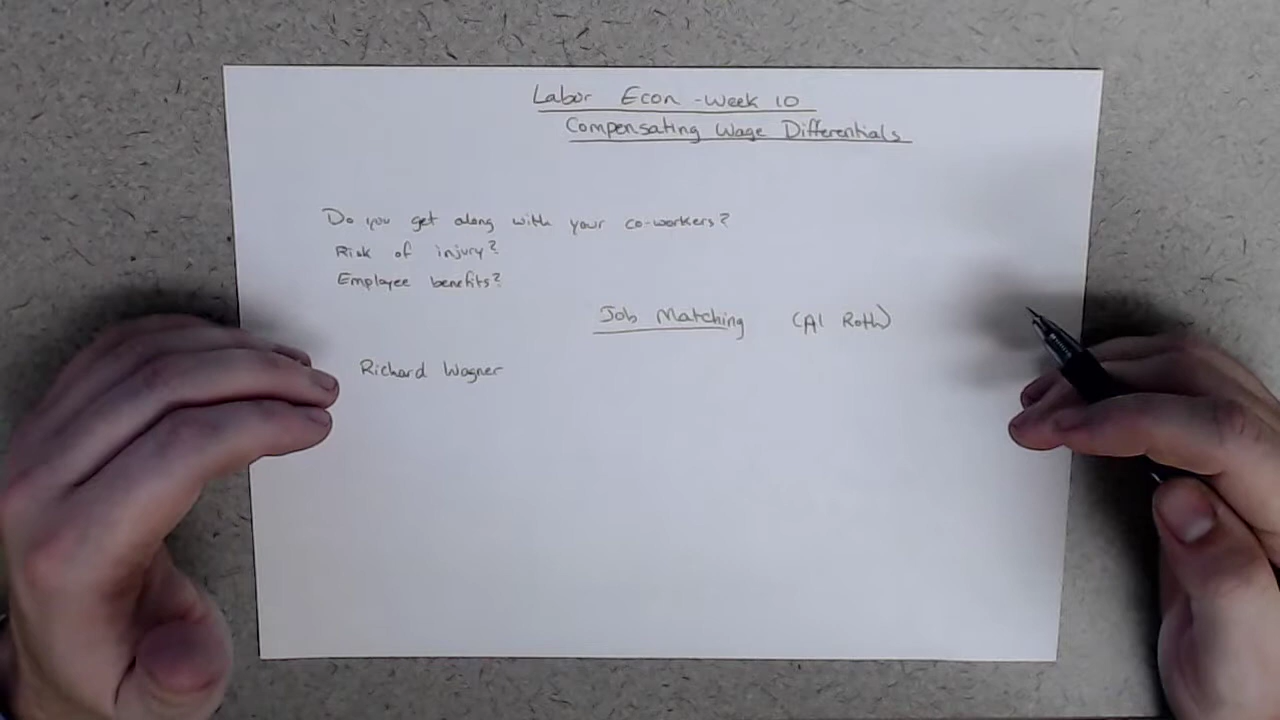 Labor Econ - Week 10
Compensating Wage Differentials
Do you get along with your co-workers?
Risk of injury?
Employee benefits?
Job Matching (Al Roth)
Richard Wagner